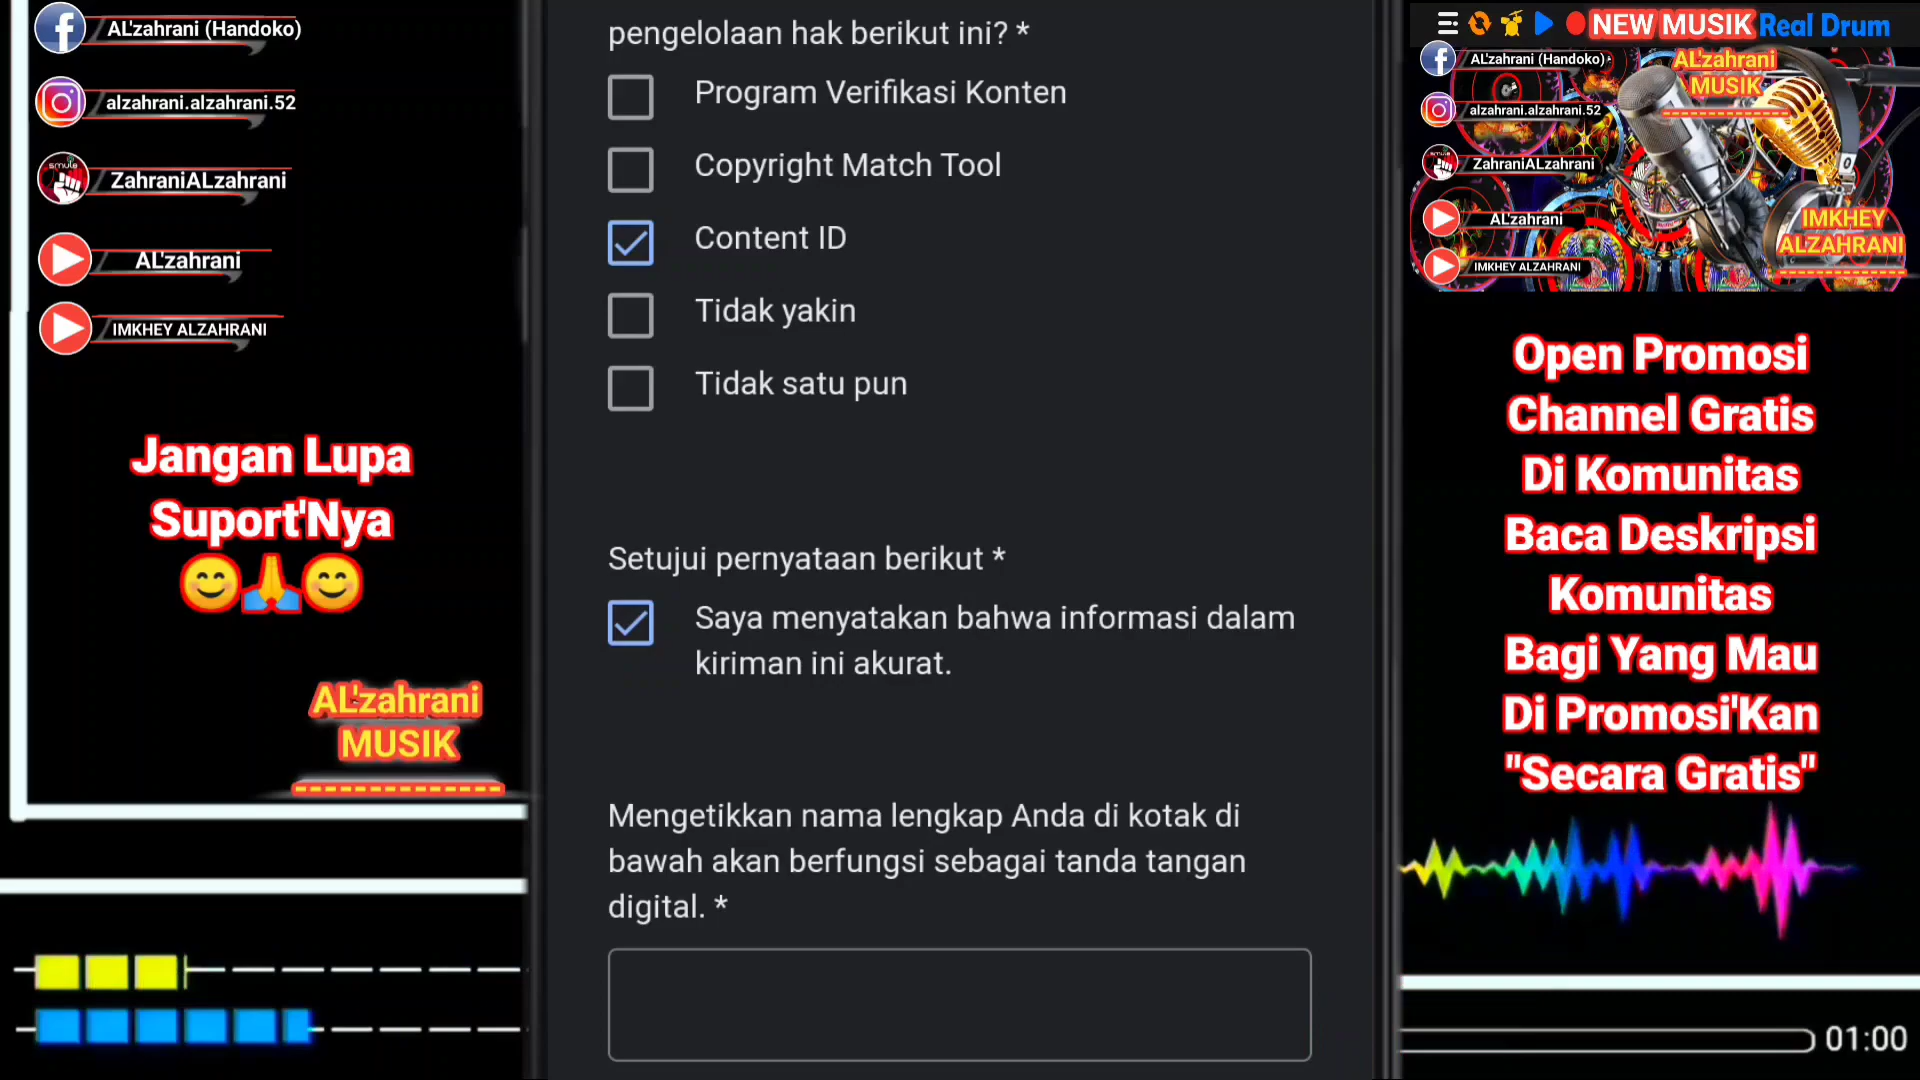 AL'zahrani (Handoko)
alzahrani.alzahrani.52
smule
ZahraniALzahrani
AL'zahrani
IMKHEY ALZAHRANI
Jangan Lupa
Suport'Nya
😊🙏😊
AL'zahrani
MUSIK
pengelolaan hak berikut ini? *
Program Verifikasi Konten
Copyright Match Tool
Content ID
Tidak yakin
Tidak satu pun
Setujui pernyataan berikut *
Saya menyatakan bahwa informasi dalam
kiriman ini akurat.
Mengetikkan nama lengkap Anda di kotak di
bawah akan berfungsi sebagai tanda tangan
digital. *
NEW MUSIK Real Drum
AL'zahrani (Handoko)
alzahrani.alzahrani.52
ZahraniALzahrani
AL'zahrani
IMKHEY ALZAHRANI
AL'zahrani
MUSIK
IMKHEY
ALZAHRANI
Open Promosi
Channel Gratis
Di Komunitas
Baca Deskripsi
Komunitas
Bagi Yang Mau
Di Promosi'Kan
"Secara Gratis"
01:00